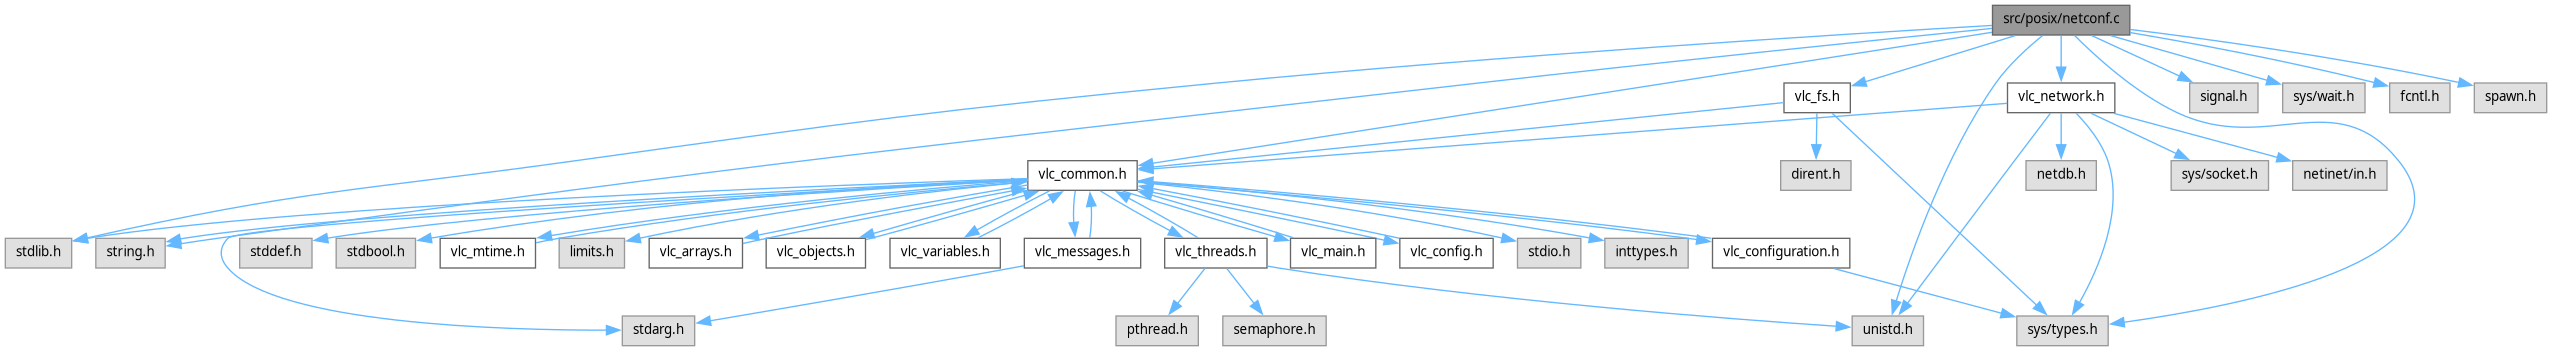 src/posix/netconf.c
vlc_fs.h
vlc_network.h
signal.h
sys/wait.h
fcntl.h
spawn.h
vlc_common.h
dirent.h
netdb.h
sys/socket.h
netinet/in.h
stdlib.h
string.h
stddef.h
stdbool.h
vlc_mtime.h
limits.h
vlc_arrays.h
vlc_objects.h
vlc_variables.h
vlc_messages.h
vlc_threads.h
vlc_main.h
vlc_config.h
stdio.h
inttypes.h
vlc_configuration.h
stdarg.h
pthread.h
semaphore.h
unistd.h
sys/types.h